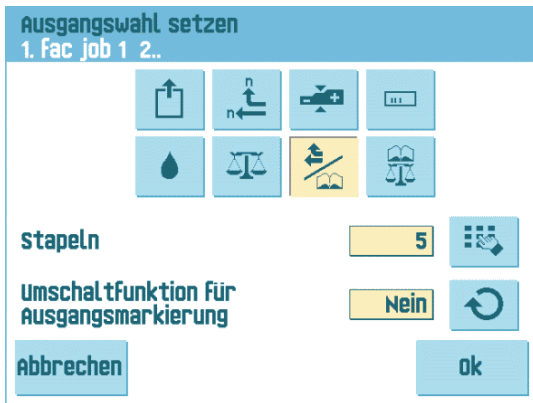 Ausgangswahl setzen
1. Fac job 1 2..
n
n
Stapeln
5
Umschaltfunktion für
Ausgangsmarkierung
Nein
Abbrechen
Ok